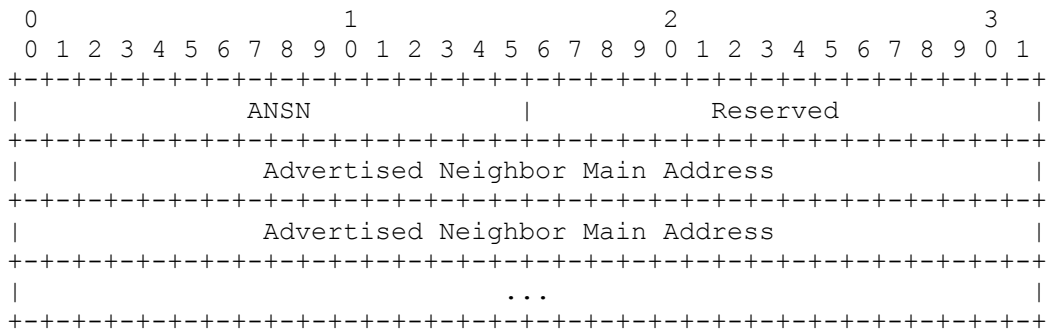 0                   1                   2                   3
 0 1 2 3 4 5 6 7 8 9 0 1 2 3 4 5 6 7 8 9 0 1 2 3 4 5 6 7 8 9 0 1
+-+-+-+-+-+-+-+-+-+-+-+-+-+-+-+-+-+-+-+-+-+-+-+-+-+-+-+-+-+-+-+-+
|              ANSN             |           Reserved            |
+-+-+-+-+-+-+-+-+-+-+-+-+-+-+-+-+-+-+-+-+-+-+-+-+-+-+-+-+-+-+-+-+
|               Advertised Neighbor Main Address                |
+-+-+-+-+-+-+-+-+-+-+-+-+-+-+-+-+-+-+-+-+-+-+-+-+-+-+-+-+-+-+-+-+
|               Advertised Neighbor Main Address                |
+-+-+-+-+-+-+-+-+-+-+-+-+-+-+-+-+-+-+-+-+-+-+-+-+-+-+-+-+-+-+-+-+
|                              ...                              |
+-+-+-+-+-+-+-+-+-+-+-+-+-+-+-+-+-+-+-+-+-+-+-+-+-+-+-+-+-+-+-+-+